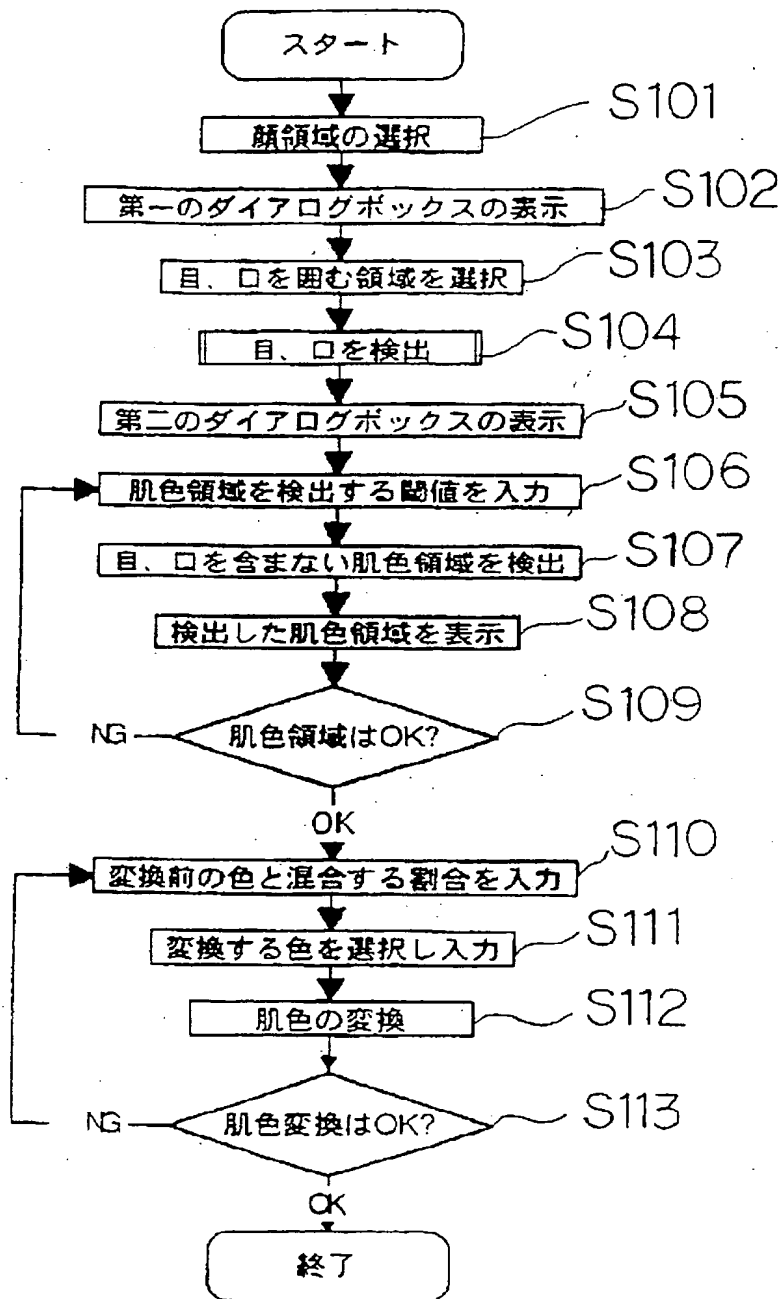 スタート
S101
顔領域の選択
S102
第一のダイアログボックスの表示
S103
目、口を囲む領域を選択
S104
目、口を検出
S105
第二のダイアログボックスの表示
S106
肌色領域を検出する閾値を入力
S107
目、口を含まない肌色領域を検出
S108
検出した肌色領域を表示
S109
肌色領域はOK?
NG
OK
S110
変換前の色と混合する割合を入力
S111
変換する色を選択し入力
S112
肌色の変換
S113
肌色変換はOK?
NG
OK
終了